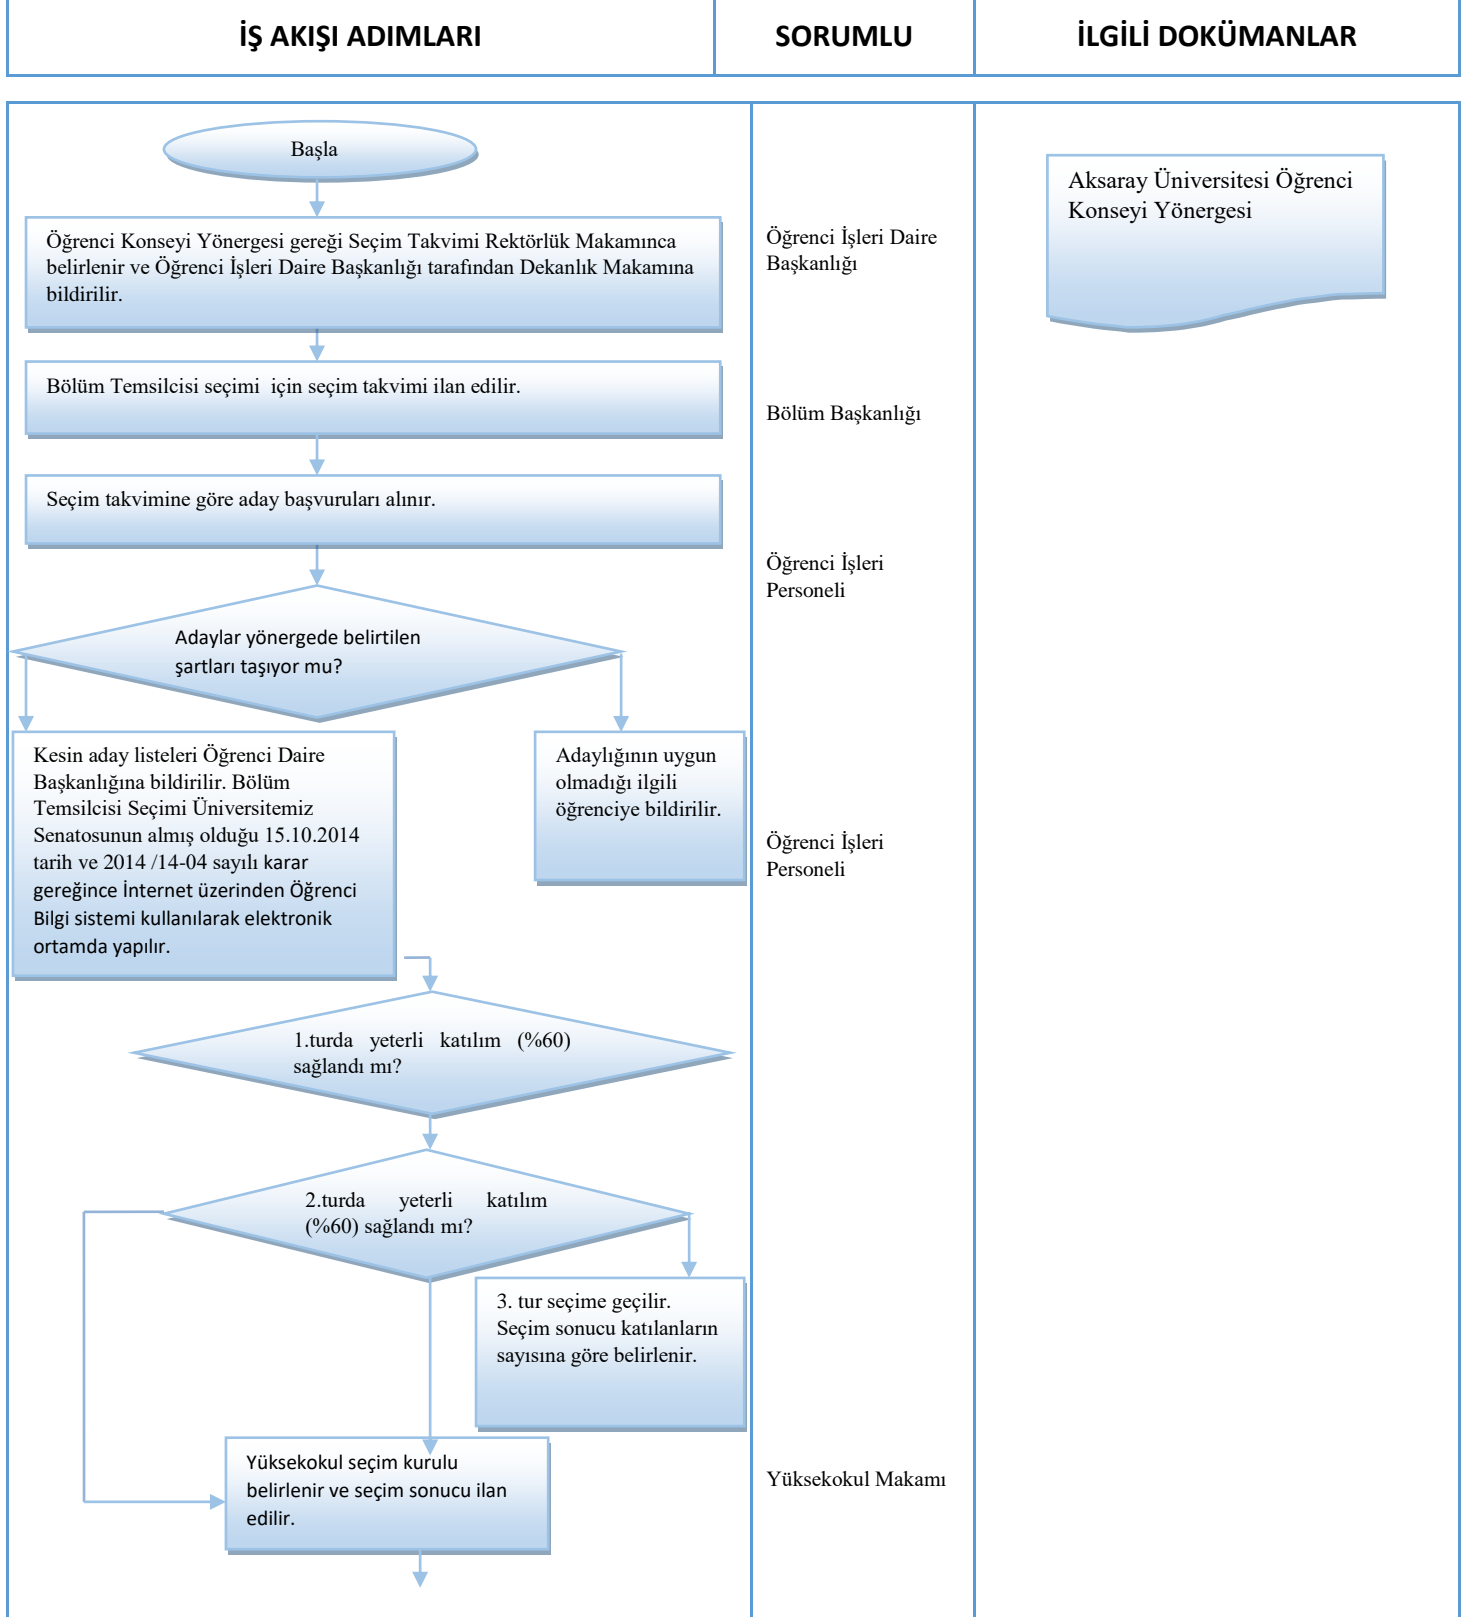 İŞ AKIŞI ADIMLARI
SORUMLU
İLGİLİ DOKÜMANLAR
Başla
Öğrenci Konseyi Yönergesi gereği Seçim Takvimi Rektörlük Makamınca
belirlenir ve Öğrenci İşleri Daire Başkanlığı tarafından Dekanlık Makamına
bildirilir.
Bölüm Temsilcisi seçimi  için seçim takvimi ilan edilir.
Seçim takvimine göre aday başvuruları alınır.
Adaylar yönergede belirtilen
şartları taşıyor mu?
Kesin aday listeleri Öğrenci Daire
Başkanlığına bildirilir. Bölüm
Temsilcisi Seçimi Üniversitemiz
Senatosunun almış olduğu 15.10.2014
tarih ve 2014 /14-04 sayılı karar
gereğince İnternet üzerinden Öğrenci
Bilgi sistemi kullanılarak elektronik
ortamda yapılır.
Adaylığının uygun
olmadığı ilgili
öğrenciye bildirilir.
1.turda yeterli katılım (%60)
sağlandı mı?
2.turda yeterli katılım
(%60) sağlandı mı?
3. tur seçime geçilir.
Seçim sonucu katılanların
sayısına göre belirlenir.
Yüksekokul seçim kurulu
belirlenir ve seçim sonucu ilan
edilir.
Öğrenci İşleri Daire
Başkanlığı
Bölüm Başkanlığı
Öğrenci İşleri
Personeli
Öğrenci İşleri
Personeli
Yüksekokul Makamı
Aksaray Üniversitesi Öğrenci
Konseyi Yönergesi